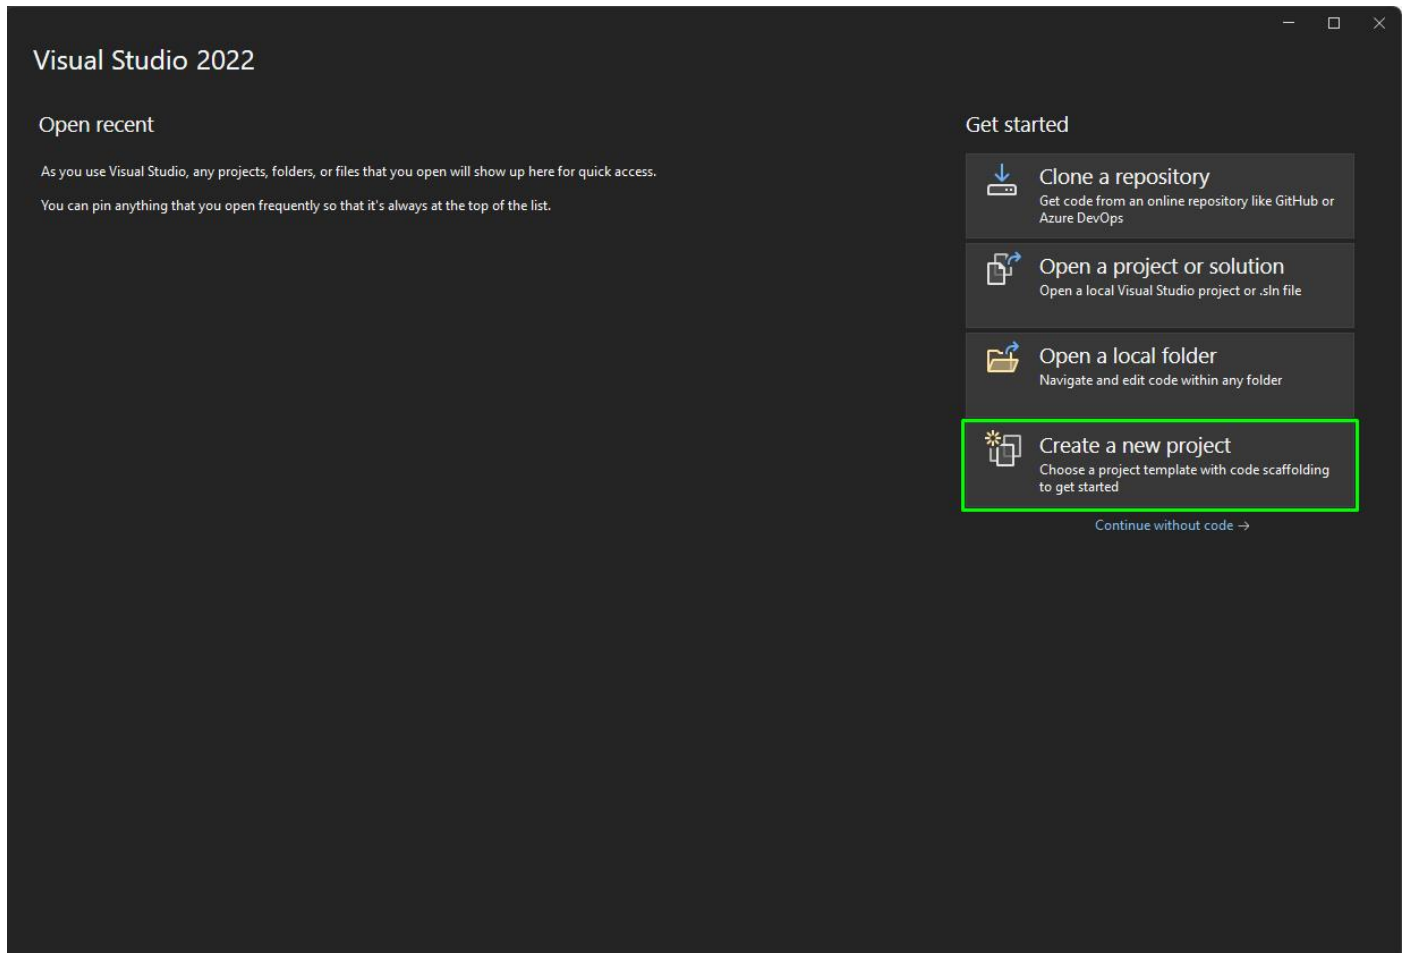 Visual Studio 2022
Open recent
As you use Visual Studio, any projects, folders, or files that you open will show up here for quick access.
You can pin anything that you open frequently so that it's always at the top of the list.
Get started
Clone a repository
Get code from an online repository like GitHub or
Azure DevOps
Open a project or solution
Open a local Visual Studio project or .sln file
Open a local folder
Navigate and edit code within any folder
Create a new project
Choose a project template with code scaffolding
to get started
Continue without code →